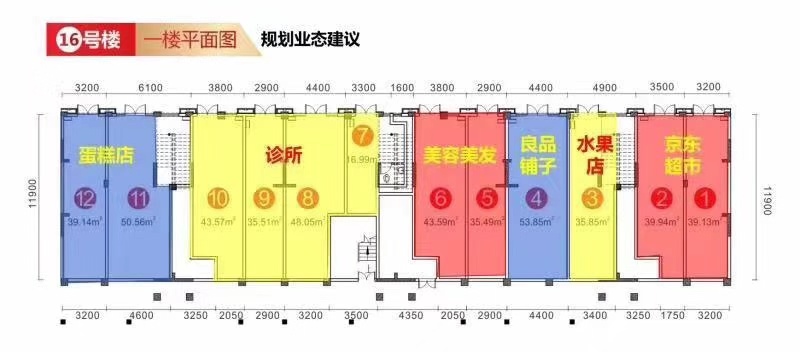 16号楼 一楼平面图 规划业态建议
3200 6100 3800 2900 4400 3300 1600 3800 2900 4400 4900 3500 3200
11900
蛋糕店
诊所
7
16.99m²
美容美发
良品
铺子
水果
店
京东
超市
11900
12 11 10 9 8 6 5 4 3 2 1
39.14m² 50.56m² 43.57m² 35.51m² 48.05m² 43.59m² 35.49m² 53.85m² 35.85m² 39.94m² 39.13m²
3200 4600 3250 2050 2900 3200 3500 4350 2050 2900 4400 3400 3250 1750 3200